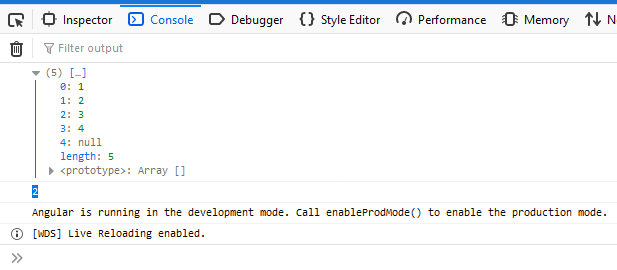 Inspector Console Debugger Style Editor Performance Memory
Filter output
(5) […]
0: 1
1: 2
2: 3
3: 4
4: null
length: 5
<prototype>: Array []
2
Angular is running in the development mode. Call enableProdMode() to enable the production mode.
[WDS] Live Reloading enabled.
»